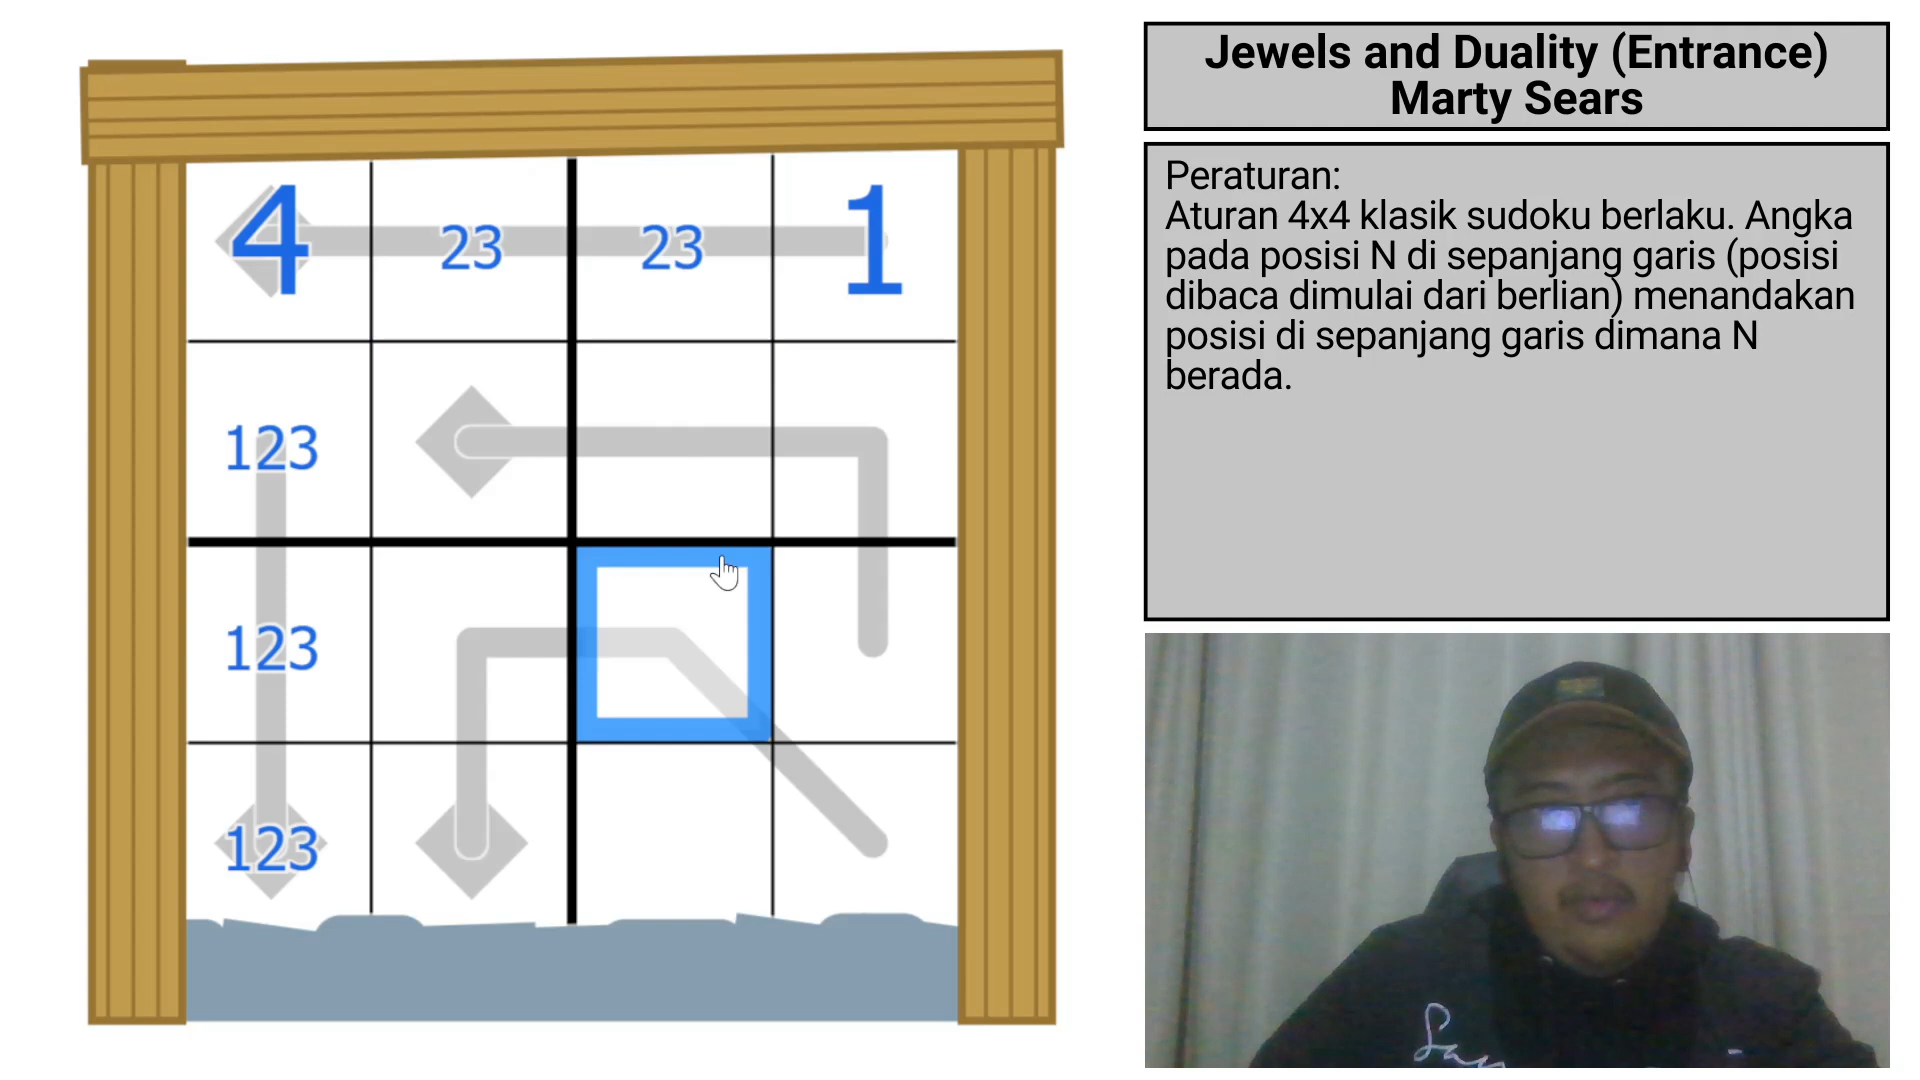 Jewels and Duality (Entrance)
Marty Sears
Peraturan:
Aturan 4x4 klasik sudoku berlaku. Angka
pada posisi N di sepanjang garis (posisi
dibaca dimulai dari berlian) menandakan
posisi di sepanjang garis dimana N
berada.
4 23 23 1
123
123
123